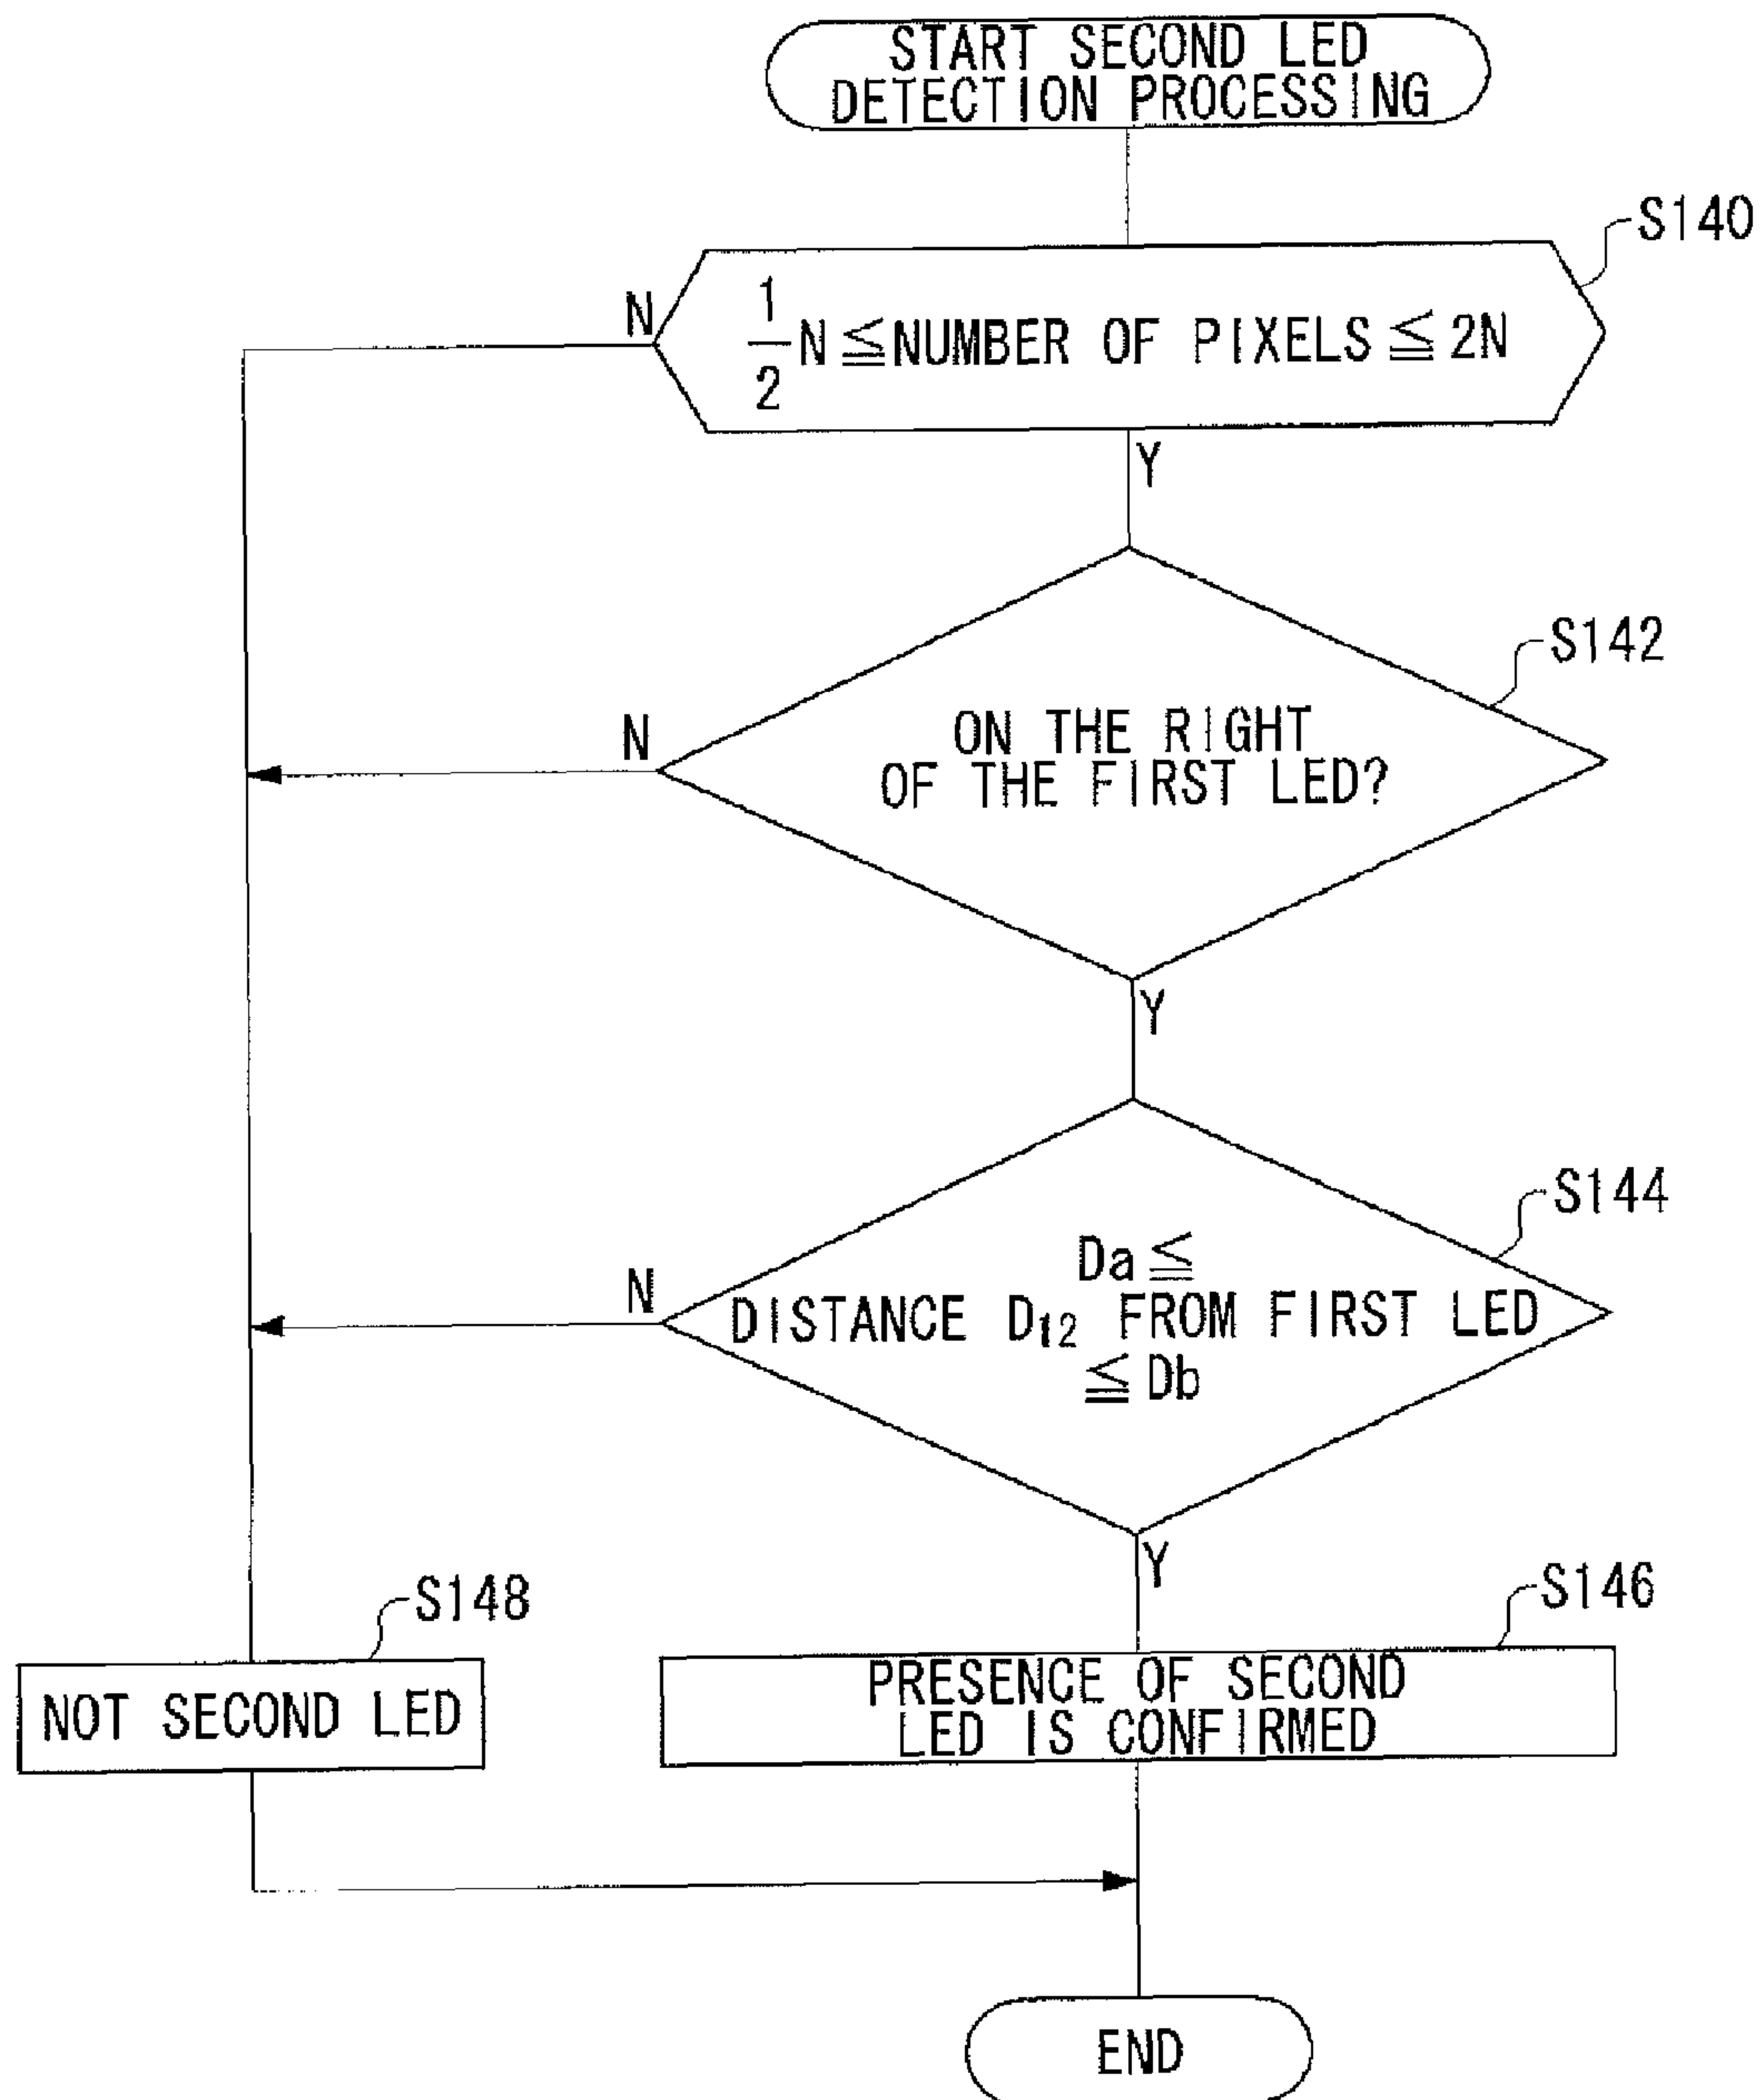 START SECOND LED
DETECTION PROCESSING
S140
N
1/2 N ≦ NUMBER OF PIXELS ≦ 2N
Y
S142
N
ON THE RIGHT
OF THE FIRST LED?
Y
S144
N
Da ≦
DISTANCE D12 FROM FIRST LED
≦ Db
Y
S148
S146
NOT SECOND LED
PRESENCE OF SECOND
LED IS CONFIRMED
END